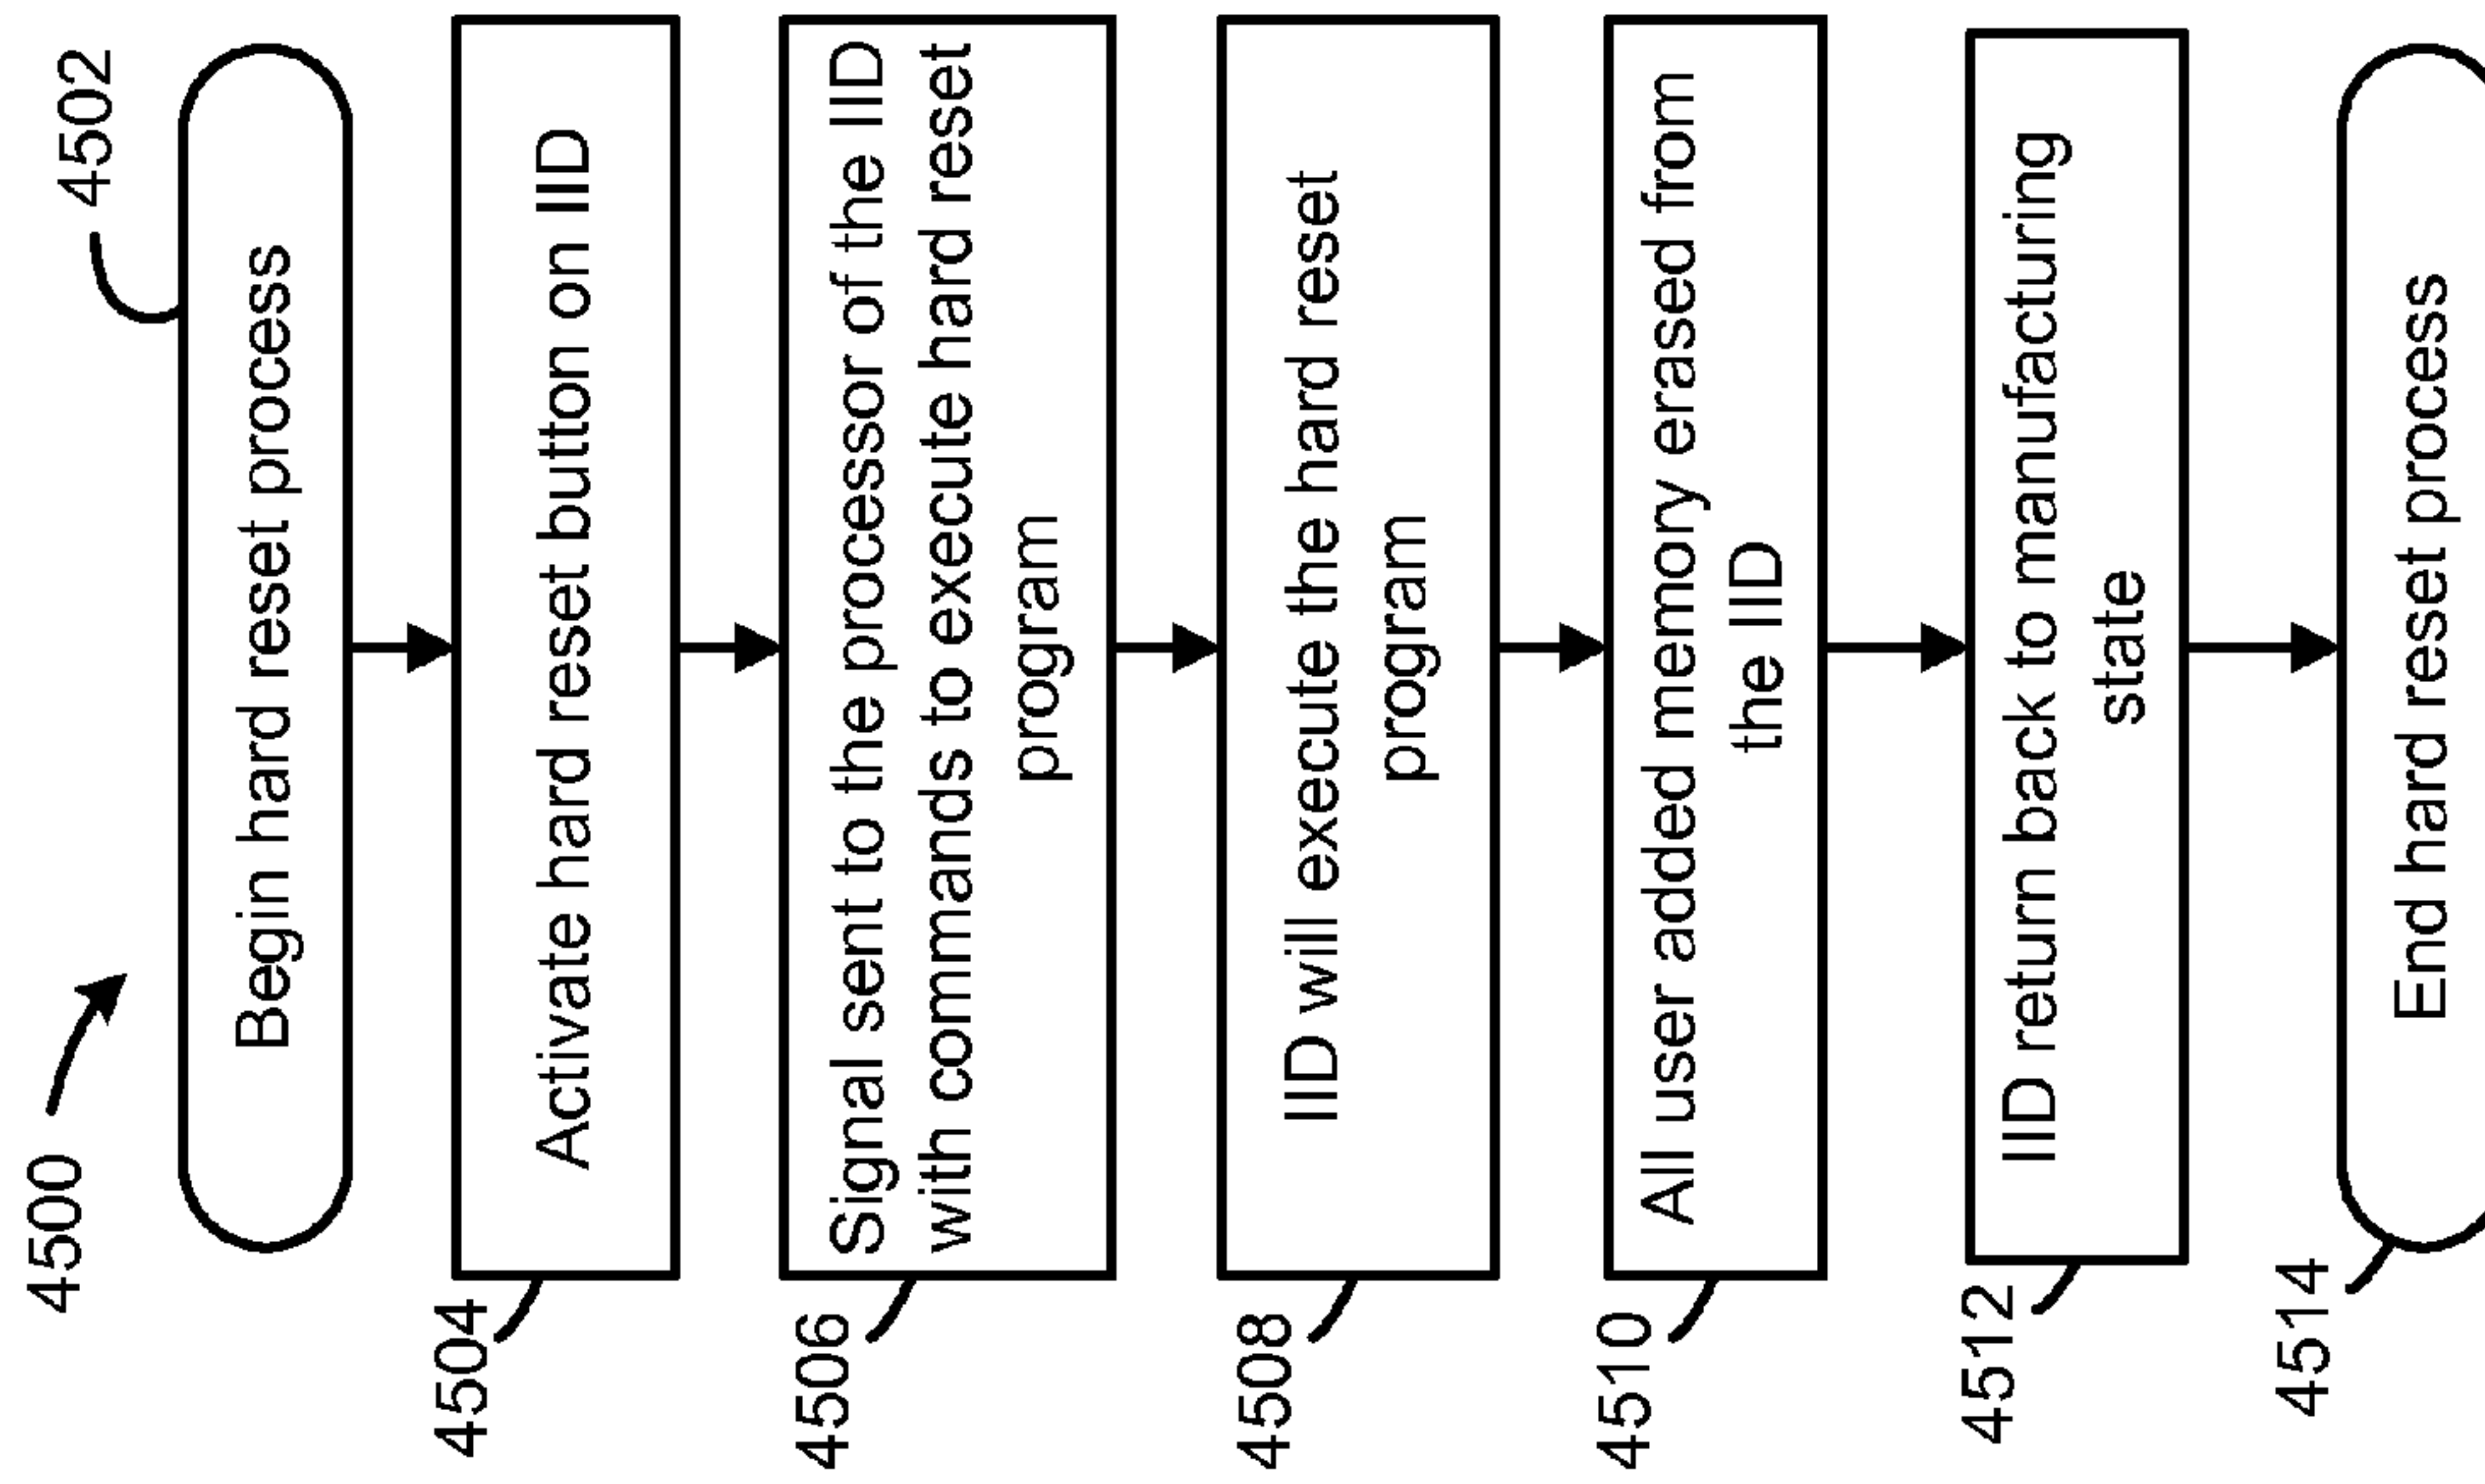 4500
4502
Begin hard reset process
4504
Activate hard reset button on IID
4506
Signal sent to the processor of the IID
with commands to execute hard reset
program
4508
IID will execute the hard reset
program
4510
All user added memory erased from
the IID
4512
IID return back to manufacturing
state
4514
End hard reset process